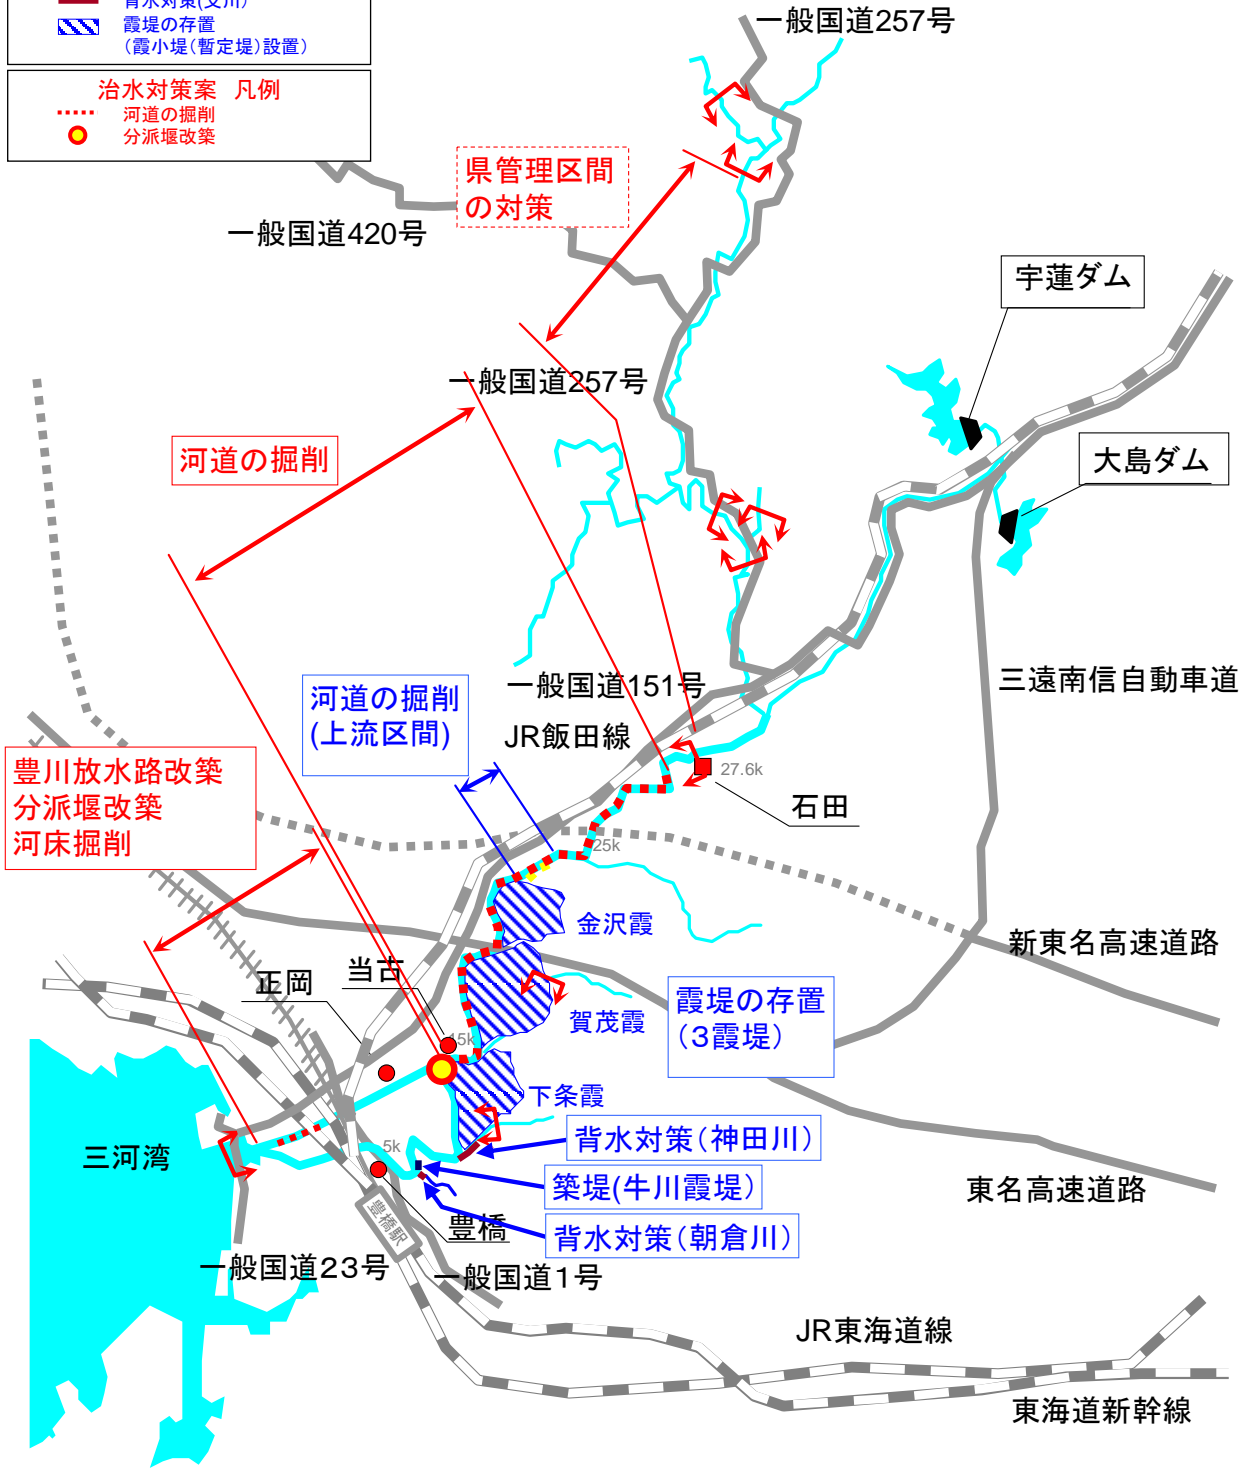 背水対策(支川)
霞堤の存置
(霞小堤(暫定堤)設置)
治水対策案 凡例
河道の掘削
分派堰改築
一般国道257号
県管理区間
の対策
一般国道420号
宇蓮ダム
一般国道257号
河道の掘削
大島ダム
一般国道151号
三遠南信自動車道
河道の掘削
(上流区間)
JR飯田線
豊川放水路改築
分派堰改築
河床掘削
27.6k
石田
25k
金沢霞
新東名高速道路
当古
正岡
霞堤の存置
(3霞堤)
賀茂霞
15k
下条霞
背水対策(神田川)
5k
三河湾
築堤(牛川霞堤)
東名高速道路
豊橋駅
豊橋
背水対策(朝倉川)
一般国道23号
一般国道1号
JR東海道線
東海道新幹線